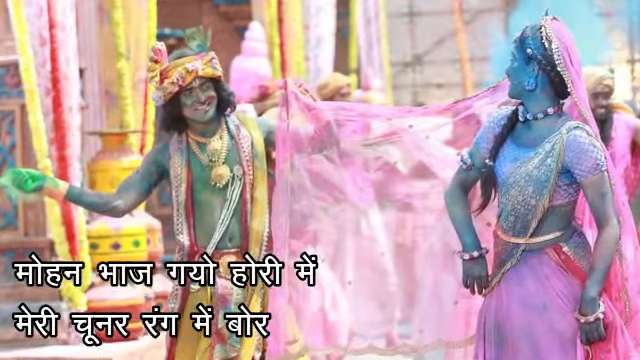 मोहन भाज गयो होरी में
मेरी चूनर रंग में बोर